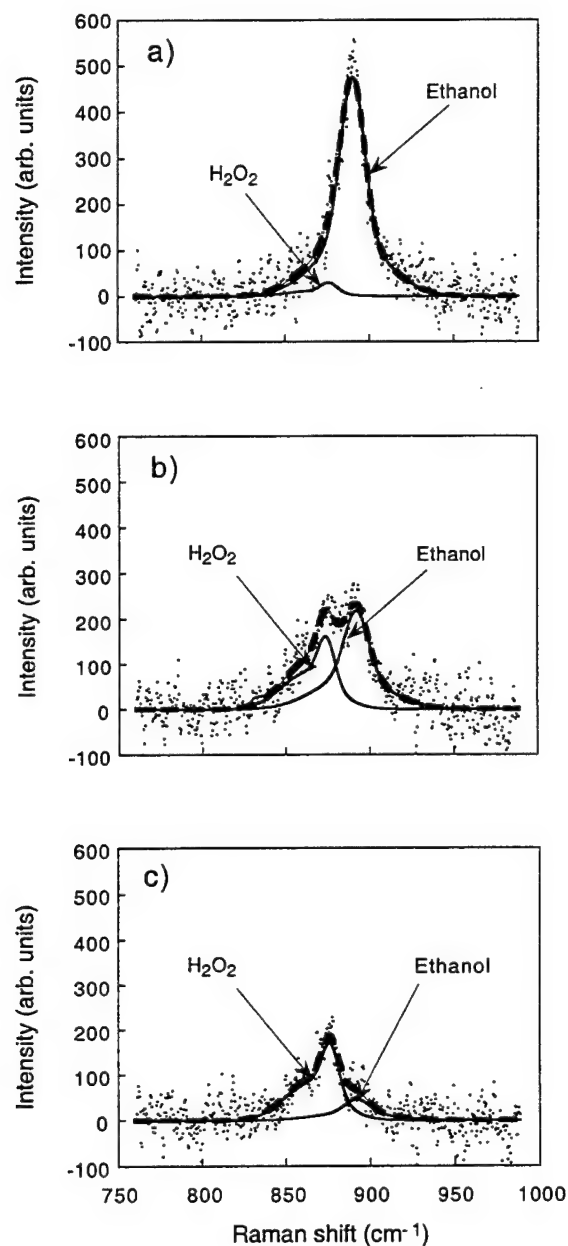 a)
600
500
400
300
200
100
0
-100
Intensity (arb. units)
Ethanol
H₂O₂
b)
600
500
400
300
200
100
0
-100
Intensity (arb. units)
H₂O₂
Ethanol
c)
600
500
400
300
200
100
0
-100
Intensity (arb. units)
H₂O₂
Ethanol
750 800 850 900 950 1000
Raman shift (cm⁻¹)